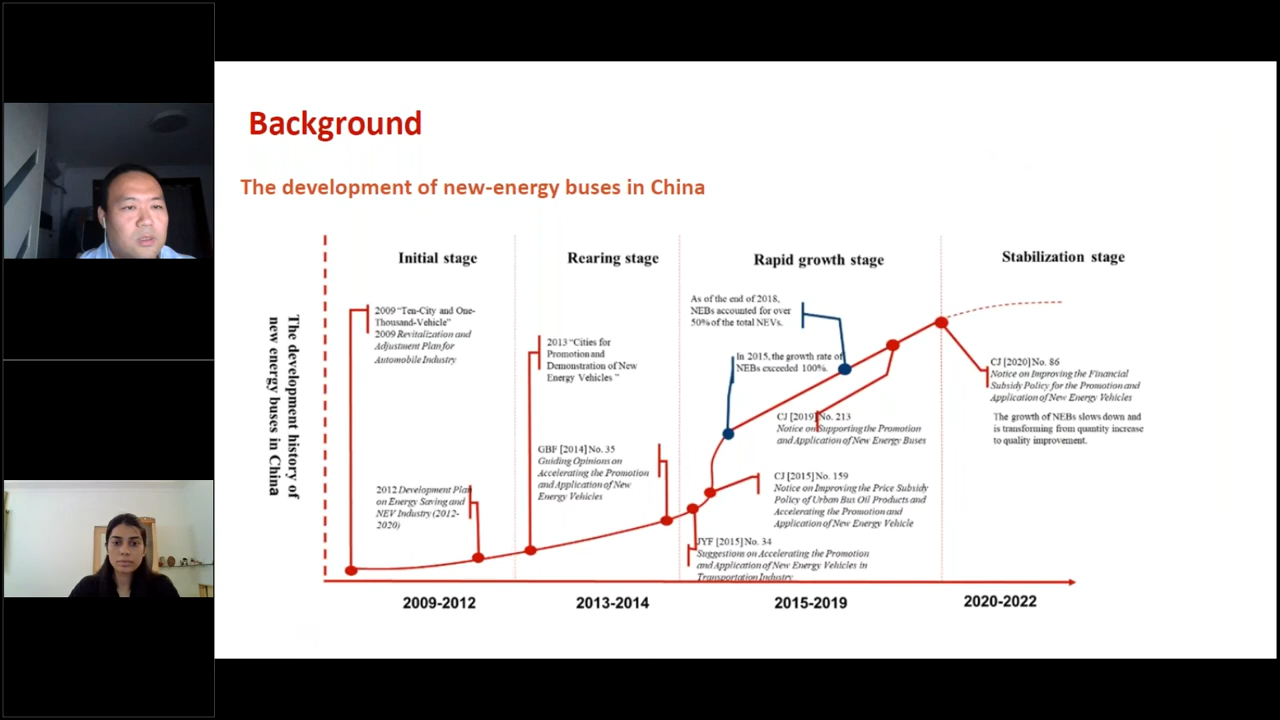 Background
The development of new-energy buses in China
The development history of
new energy buses in China
Initial stage
2009 “Ten-City and One-
Thousand-Vehicle”
2009 Revitalization and
Adjustment Plan for
Automobile Industry
2012 Development Plan
on Energy Saving and
NEV Industry (2012-
2020)
Rearing stage
2013 “Cities for
Promotion and
Demonstration of New
Energy Vehicles ”
GBF [2014] No. 35
Guiding Opinions on
Accelerating the Promotion
and Application of New
Energy Vehicles
Rapid growth stage
As of the end of 2018,
NEBs accounted for over
50% of the total NEVs.
In 2015, the growth rate of
NEBs exceeded 100%.
CJ [2019] No. 213
Notice on Supporting the Promotion
and Application of New Energy Buses
CJ [2015] No. 159
Notice on Improving the Price Subsidy
Policy of Urban Bus Oil Products and
Accelerating the Promotion and
Application of New Energy Vehicle
JYF [2015] No. 34
Suggestions on Accelerating the Promotion
and Application of New Energy Vehicles in
Transportation Industry
Stabilization stage
CJ [2020] No. 86
Notice on Improving the Financial
Subsidy Policy for the Promotion and
Application of New Energy Vehicles
The growth of NEBs slows down and
is transforming from quantity increase
to quality improvement.
2009-2012
2013-2014
2015-2019
2020-2022